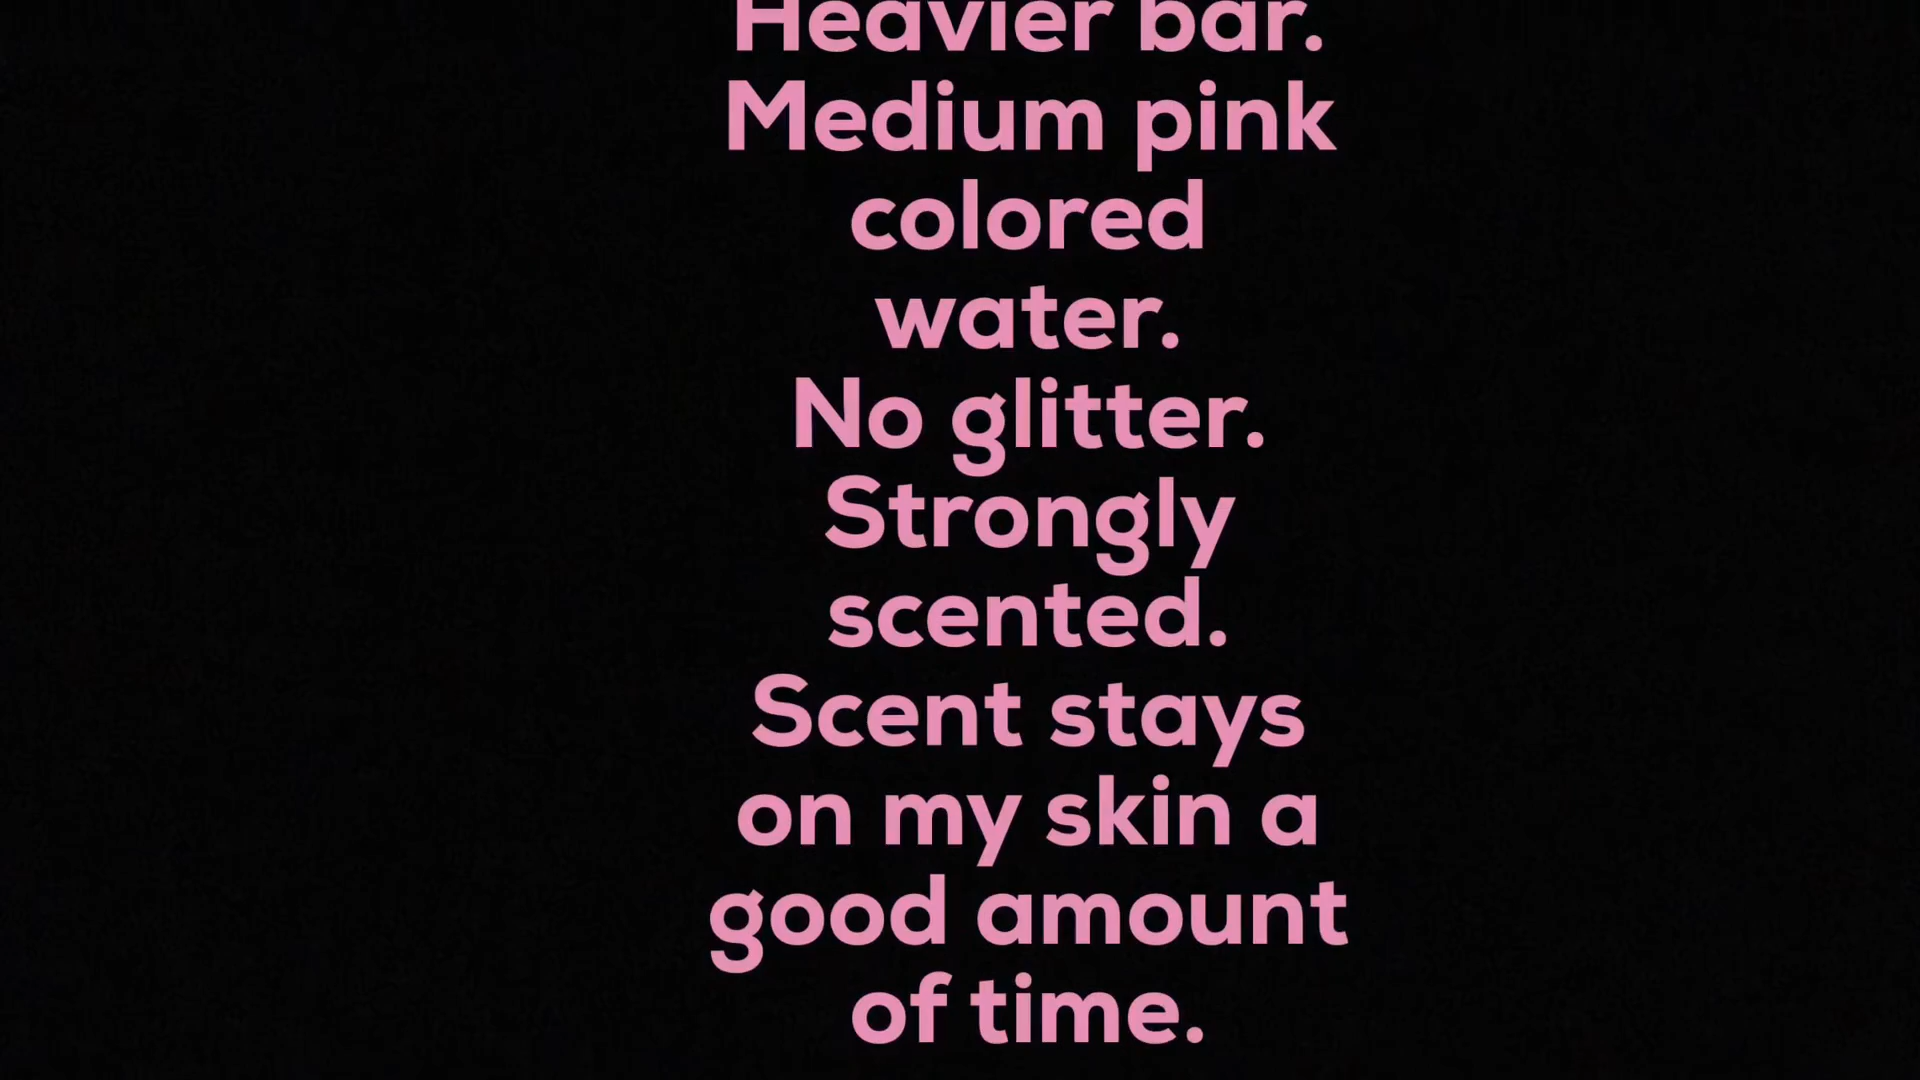 Heavier bar.
Medium pink
colored
water.
No glitter.
Strongly
scented.
Scent stays
on my skin a
good amount
of time.